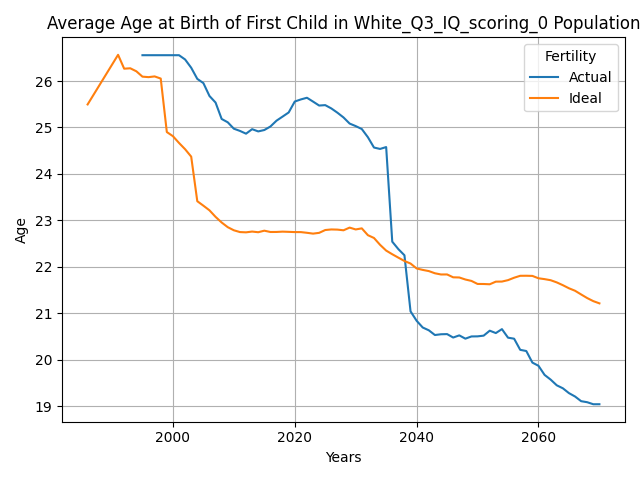 Average Age at Birth of First Child in White_Q3_IQ_scoring_0 Population
Fertility
Actual
Ideal
Age
26
25
24
23
22
21
20
19
2000
2020
2040
2060
Years